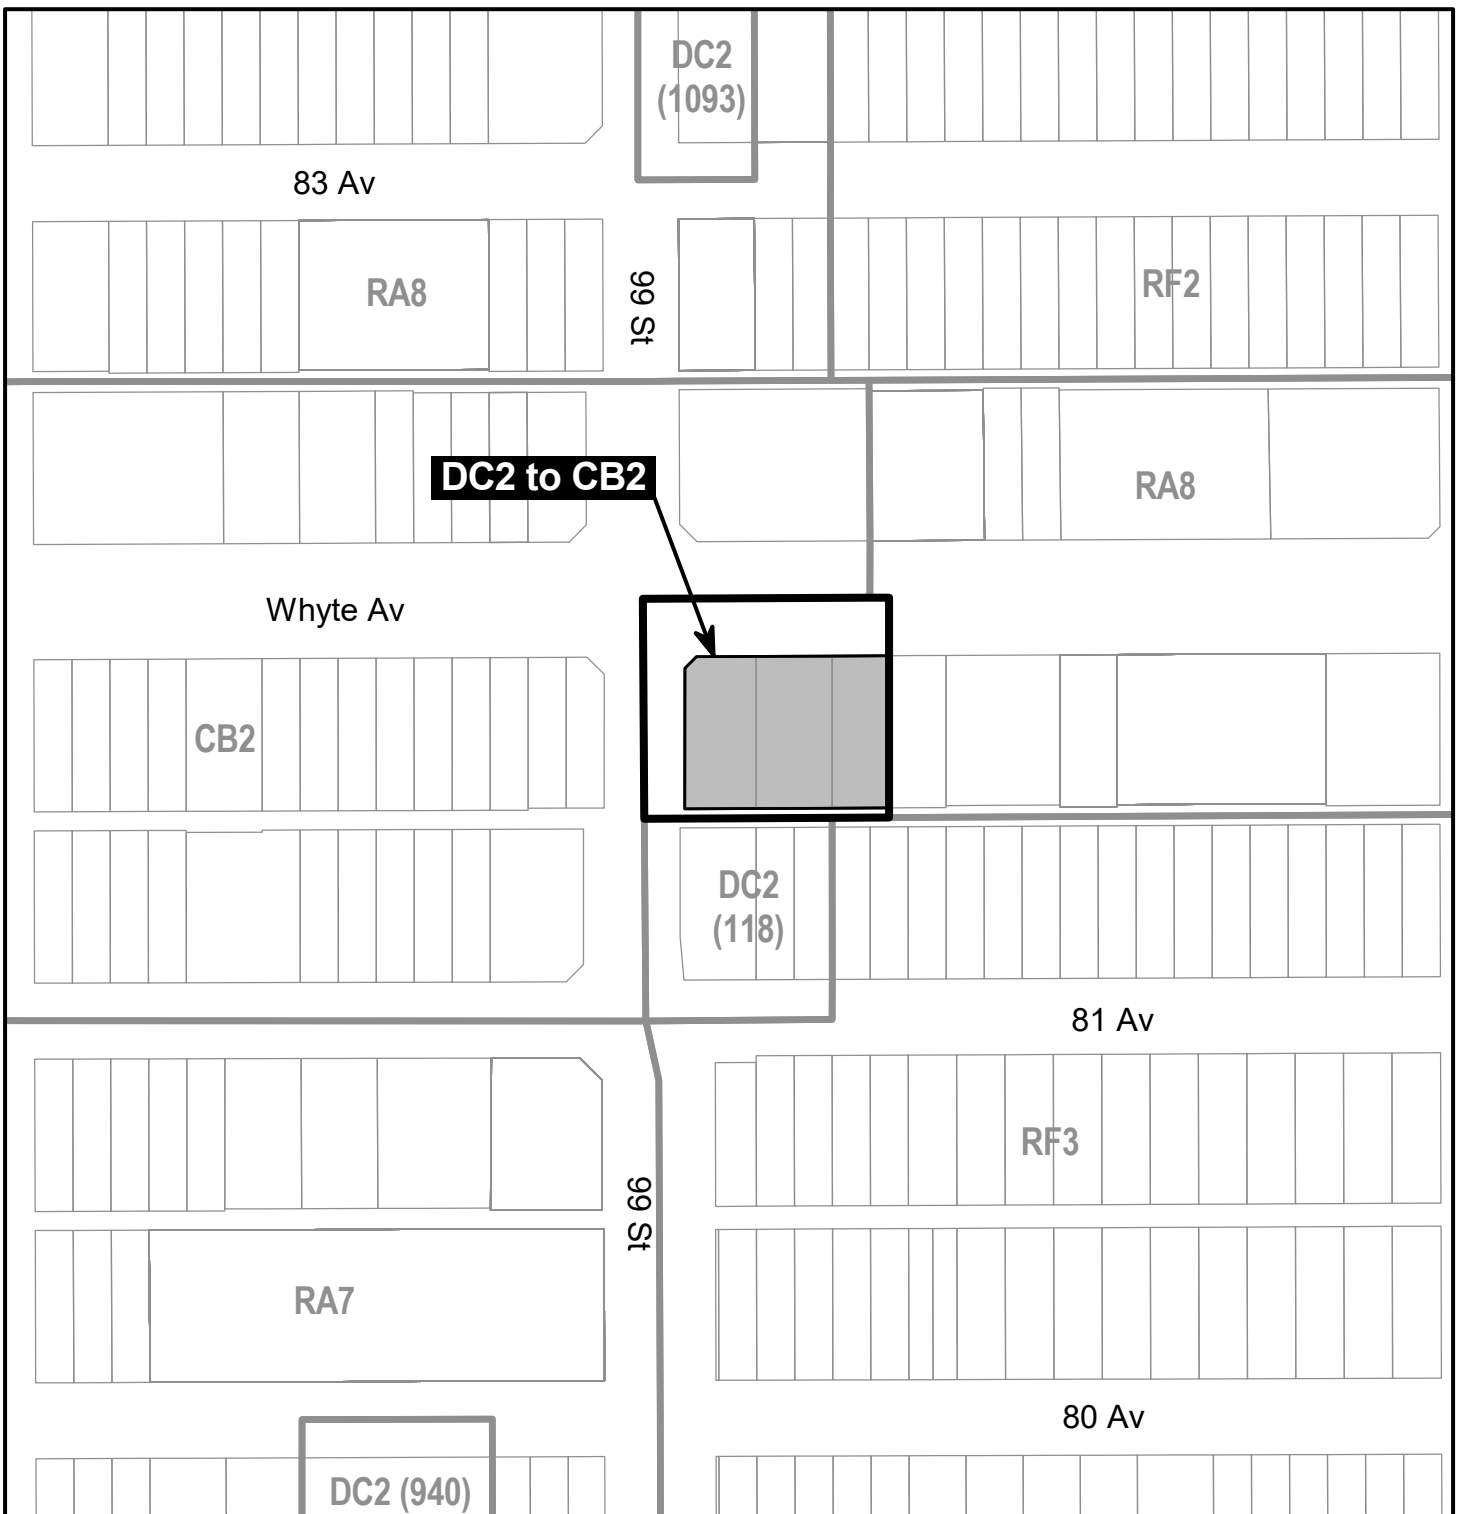 DC2
(1093)
83 Av
RA8
99 St
RF2
DC2 to CB2
RA8
Whyte Av
CB2
DC2
(118)
81 Av
RF3
99 St
RA7
80 Av
DC2 (940)